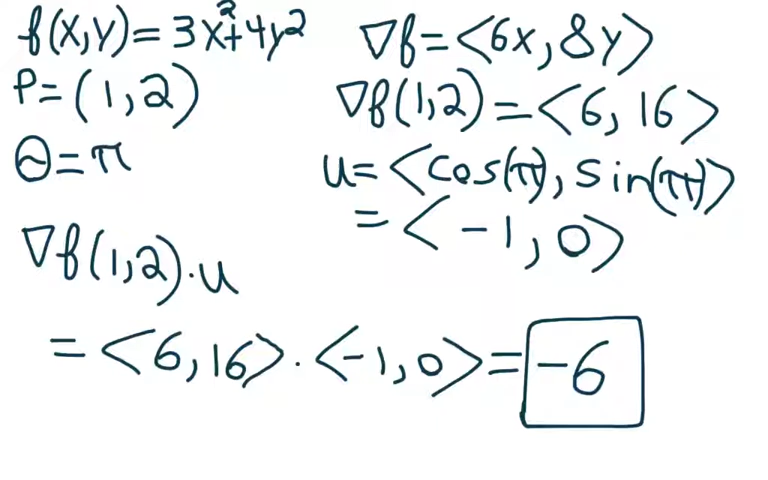 f(x,y)=3x²+4y²
P=(1,2)
θ=π
∇f=<6x,8y>
∇f(1,2)=<6,16>
u=<cos(π),sin(π)>
=<-1,0>
∇f(1,2)·u
=<6,16>·<-1,0>=-6